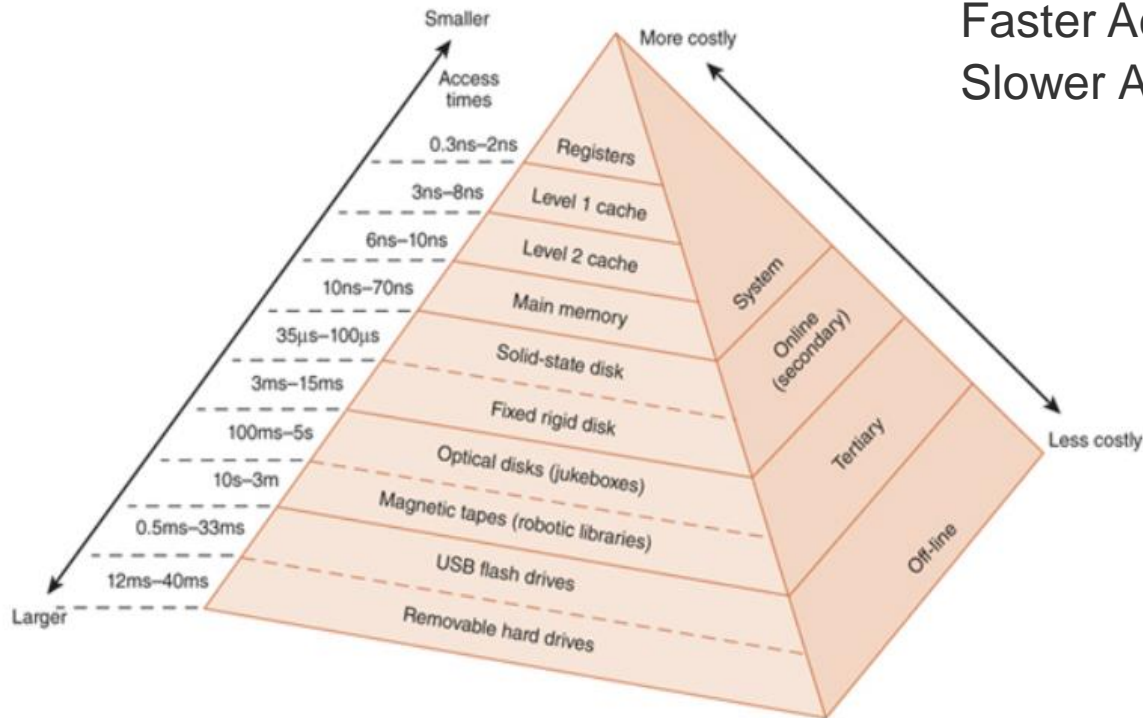 Smaller
More costly
Faster
Slower
Access
times
0.3ns–2ns
Registers
3ns–8ns
Level 1 cache
6ns–10ns
Level 2 cache
10ns–70ns
Main memory
35µs–100µs
Solid-state disk
3ms–15ms
Fixed rigid disk
100ms–5s
Optical disks (jukeboxes)
10s–3m
Magnetic tapes (robotic libraries)
0.5ms–33ms
USB flash drives
12ms–40ms
Removable hard drives
Larger
System
Online
(secondary)
Tertiary
Off-line
Less costly